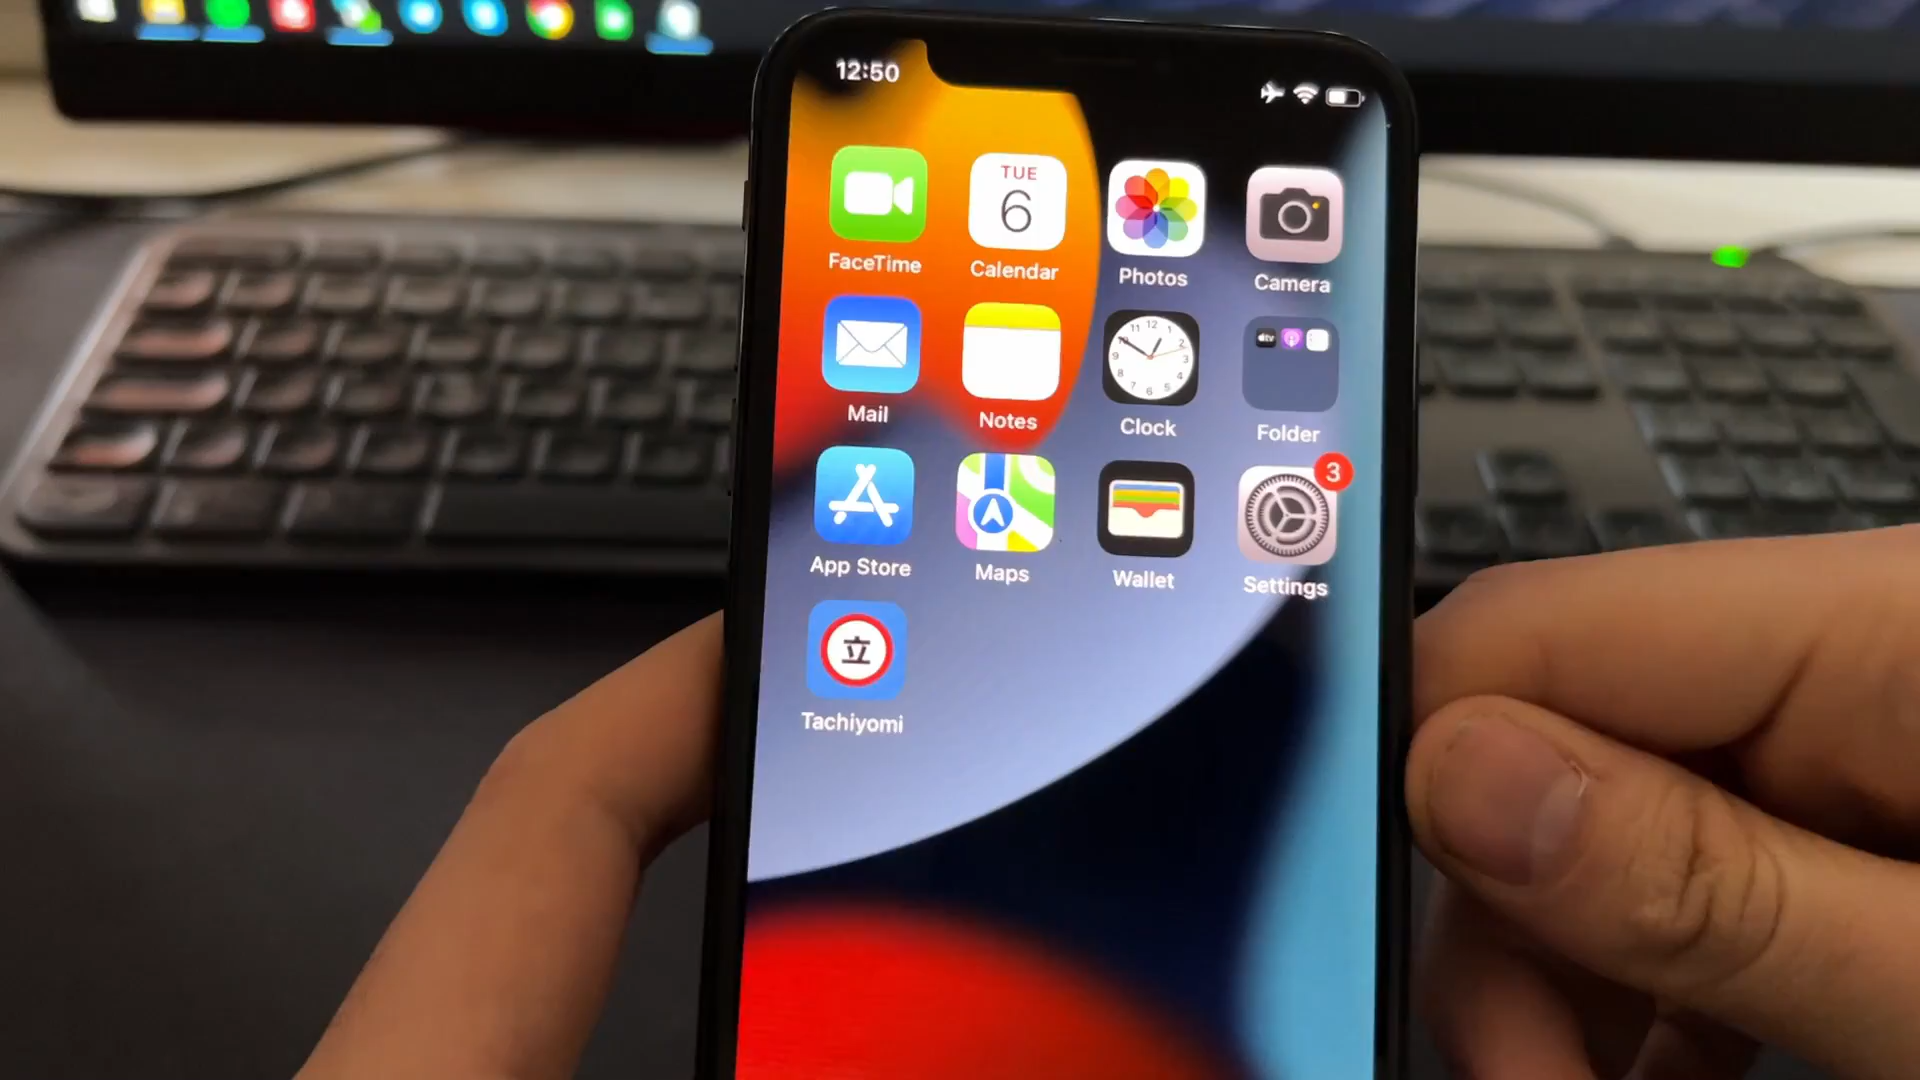 12:50
TUE
6
FaceTime
Calendar
Photos
Camera
Mail
Notes
Clock
Folder
3
App Store
Maps
Wallet
Settings
立
Tachiyomi